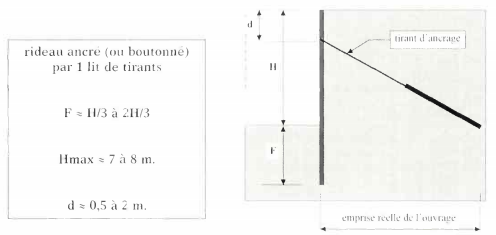 rideau ancré (ou boutonné)
par 1 lit de tirants
F ≈ H/3 à 2H/3
Hmax ≈ 7 à 8 m.
d ≈ 0,5 à 2 m.
d
tirant d'ancrage
H
F
emprise réelle de l'ouvrage